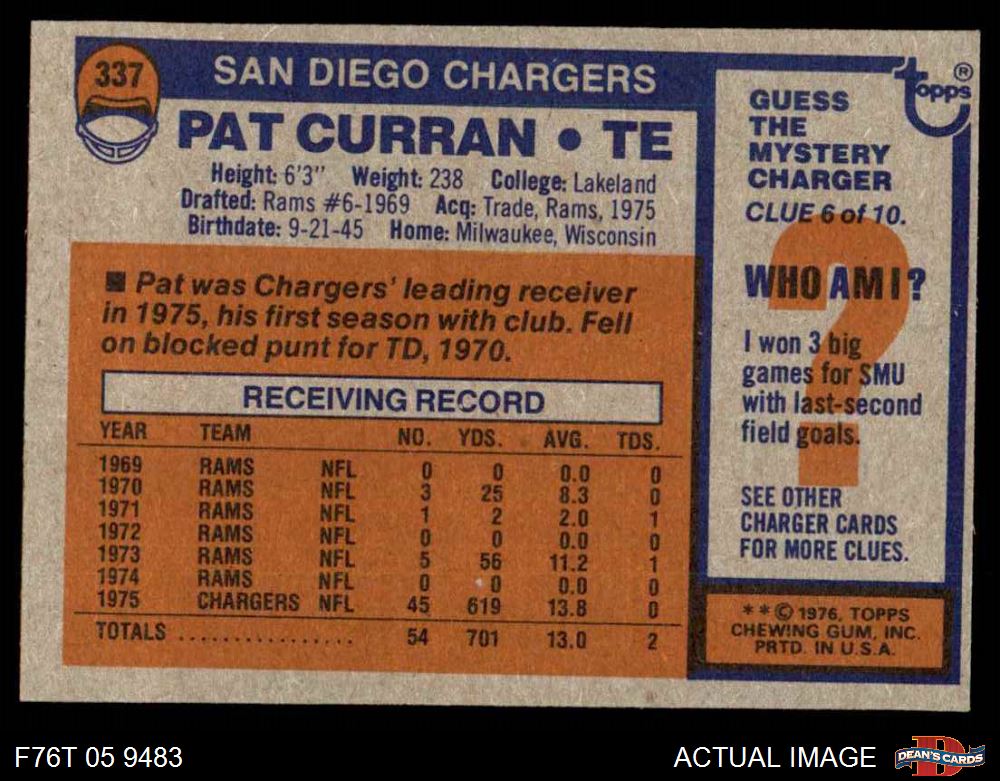 337
SAN DIEGO CHARGERS
PAT CURRAN • TE
Height: 6'3" Weight: 238 College: Lakeland
Drafted: Rams #6-1969 Acq: Trade, Rams, 1975
Birthdate: 9-21-45 Home: Milwaukee, Wisconsin
■ Pat was Chargers' leading receiver
in 1975, his first season with club. Fell
on blocked punt for TD, 1970.
RECEIVING RECORD
YEAR TEAM NO. YDS. AVG. TDS.
1969 RAMS NFL 0 0 0.0 0
1970 RAMS NFL 3 25 8.3 0
1971 RAMS NFL 1 2 2.0 1
1972 RAMS NFL 0 0 0.0 0
1973 RAMS NFL 5 56 11.2 1
1974 RAMS NFL 0 0 0.0 0
1975 CHARGERS NFL 45 619 13.8 0
TOTALS ................ 54 701 13.0 2
Topps®
GUESS
THE
MYSTERY
CHARGER
CLUE 6 of 10.
?
WHO AM I?
I won 3 big
games for SMU
with last-second
field goals.
SEE OTHER
CHARGER CARDS
FOR MORE CLUES.
**© 1976, TOPPS
CHEWING GUM, INC.
PRTD. IN U.S.A.
F76T 05 9483
ACTUAL IMAGE
D
DEAN'S CARDS